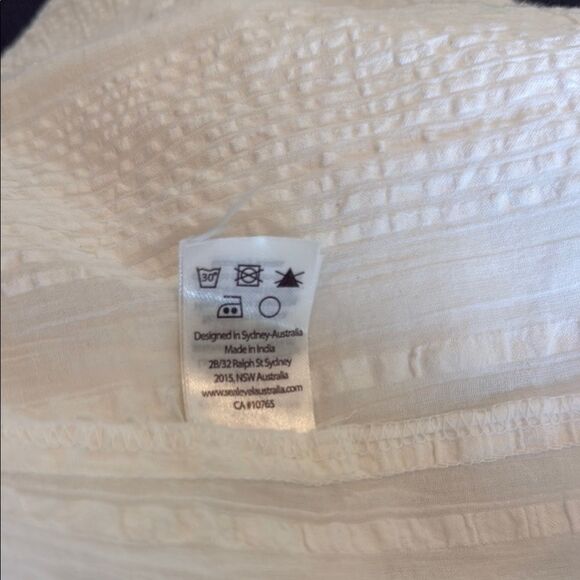 30°
Designed in Sydney-Australia
Made in India
2B/32 Ralph St Sydney
2015, NSW Australia
www.sealevelaustralia.com
CA #10765